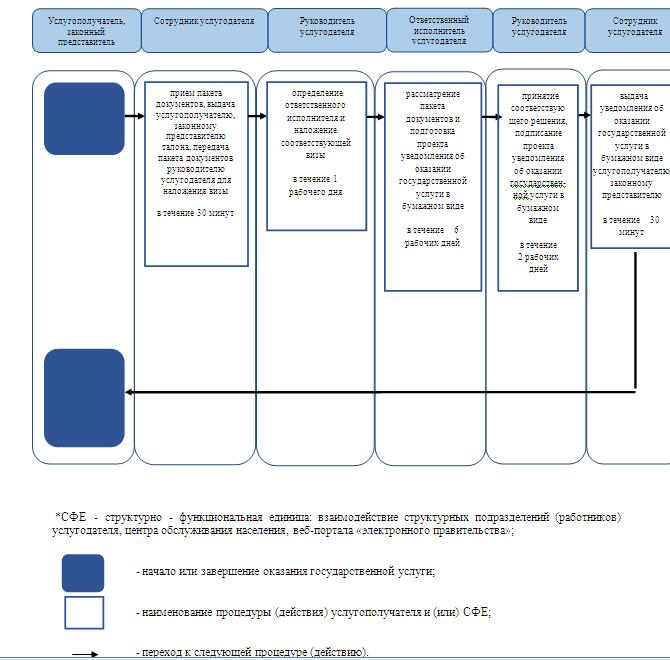 Услугополучатель,
законный
представитель
Сотрудник услугодателя
Руководитель
услугодателя
Ответственный
исполнитель
услугодателя
Руководитель
услугодателя
Сотрудник
услугодателя
прием пакета
документов, выдача
услугополучателю,
законному
представителю
талона, передача
пакета документов
руководителю
услугодателя для
наложения визы
в течение 30 минут
определение
ответственного
исполнителя и
наложение
соответствующей
визы
в течение 1
рабочего дня
рассматрение
пакета
документов и
подготовка
проекта
уведомления об
оказании
государственной
услуги в
бумажном виде
в течение 6
рабочих дней
принятие
соответствую
щего решения,
подписание
проекта
уведомления
об оказании
государствен-
ной услуги в
бумажном
виде
в течение
2 рабочих
дней
выдача
уведомления об
оказании
государственной
услуги в
бумажном виде
услугополучателю
законному
представителю
в течение 30
минут
*СФЕ - структурно - функциональная единица: взаимодействие структурных подразделений (работников)
услугодателя, центра обслуживания населения, веб-портала «электронного правительства»;
- начало или завершение оказания государственной услуги;
- наименование процедуры (действия) услугополучателя и (или) СФЕ;
- переход к следующей процедуре (действию).